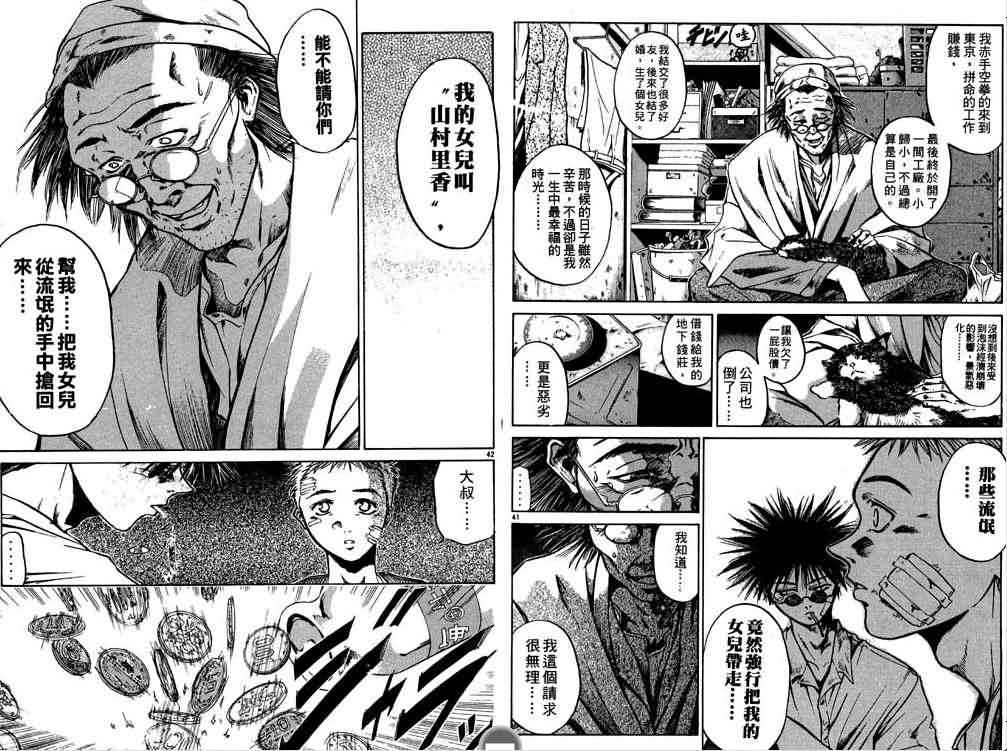 我赤手空拳的來到
東京，拼命的工作
賺錢，
最後終於開了
一間工廠。小
歸小，不過總
算是自己的。
哇
チビン
我結交了很多好
友，後來也結了
婚，生了個女兒。
那時候的日子雖然
辛苦，不過卻是我
一生中最幸福的
時光。
沒想到後來受
到泡沫經濟崩壞
的影響，景氣惡
化………
讓我欠了
一屁股債。
公司也
倒了……
借錢給我的
地下錢莊，
更是惡劣
……
那些流氓
……
竟然強行把我的
女兒帶走……
……
41
我知道……
我這個請求
很無理……
我的女兒叫
〝山村里香〞，
能不能請你們
……
幫我……把我女兒
從流氓的手中搶回
來……
42
大叔……
……